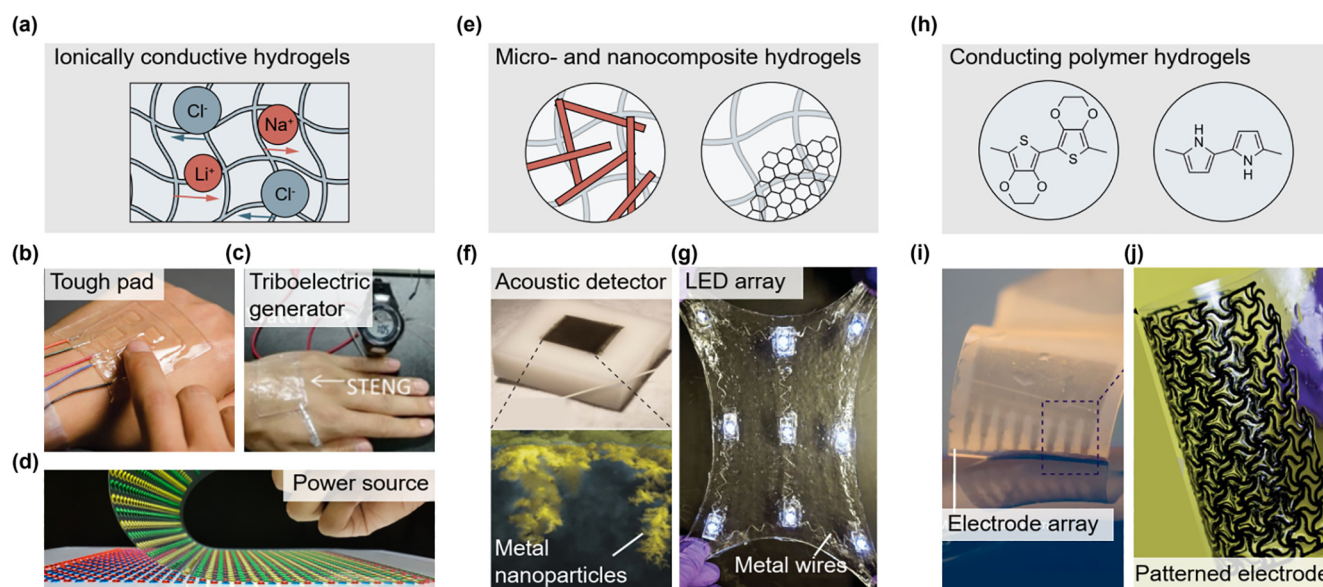 (a)
Ionically conductive hydrogels
Cl-
Na+
Li+
Cl-
(b)
Tough pad
(c)
Triboelectric
generator
STENG
(d)
Power source
(e)
Micro- and nanocomposite hydrogels
(f)
Acoustic detector
Metal
nanoparticles
(g)
LED array
Metal wires
(h)
Conducting polymer hydrogels
O
O
S
S
O
O
H
N
N
H
(i)
Electrode array
(j)
Patterned electrode